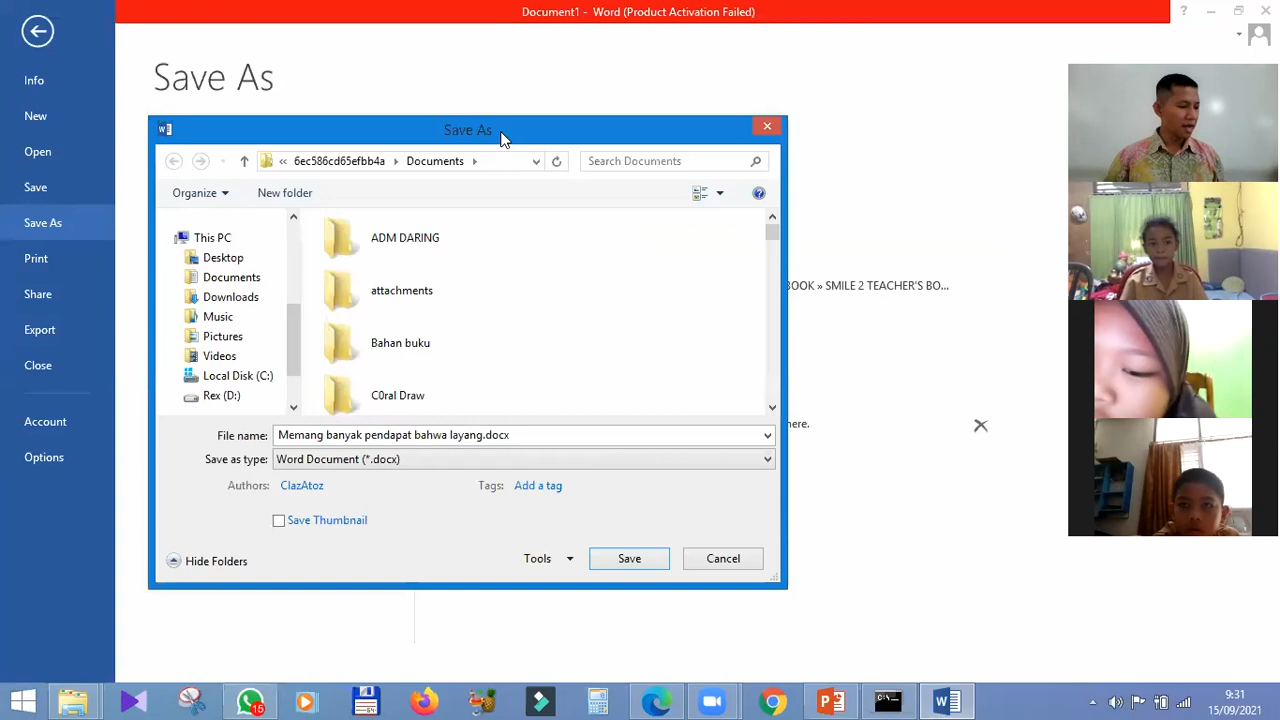 Document1 - Word (Product Activation Failed)
?
Info
New
Open
Save
Save As
Print
Share
Export
Close
Account
Options
Save As
Save As
« 6ec586cd65efbb4a Documents
Search Documents
Organize
New folder
This PC
Desktop
Documents
Downloads
Music
Pictures
Videos
Local Disk (C:)
Rex (D:)
ADM DARING
attachments
Bahan buku
C0ral Draw
File name: Memang banyak pendapat bahwa layang.docx
Save as type: Word Document (*.docx)
Authors: ClazAtoz
Tags: Add a tag
Save Thumbnail
Hide Folders
Tools
Save
Cancel
BOOK » SMILE 2 TEACHER'S BO...
here.
15
9:31
15/09/2021